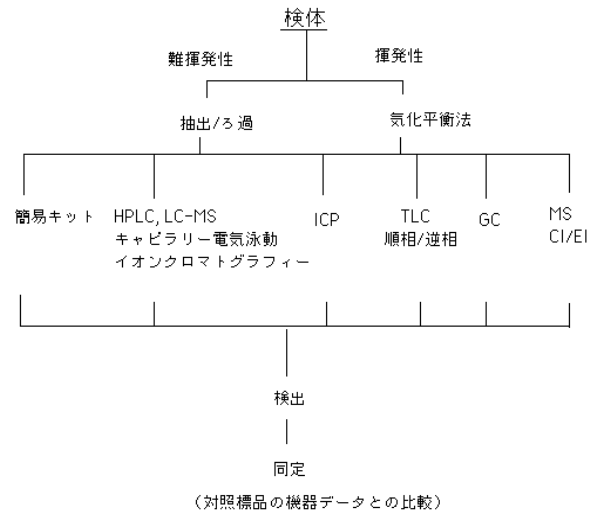 検体
難揮発性
揮発性
抽出/ろ過
気化平衡法
簡易キット
HPLC, LC-MS
キャピラリー電気泳動
イオンクロマトグラフィー
ICP
TLC
順相/逆相
GC
MS
CI/EI
検出
同定
（対照標品の機器データとの比較）